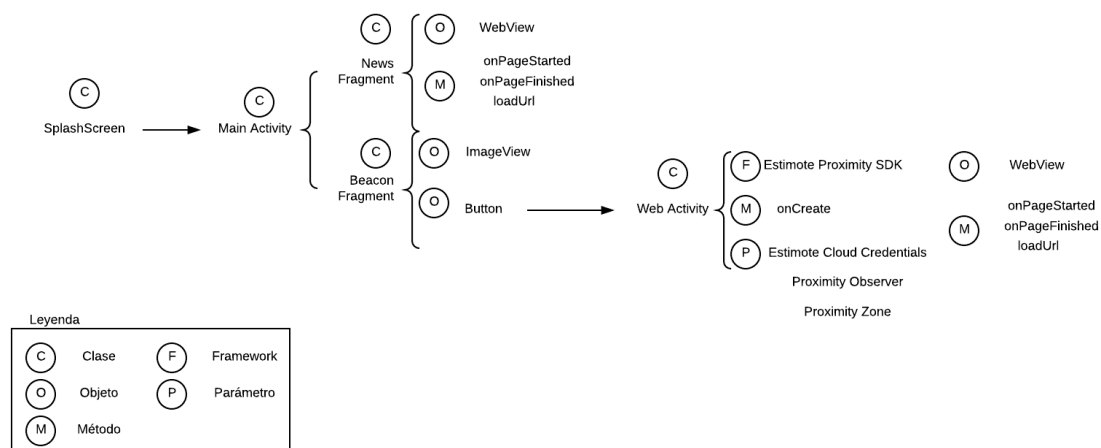 C
SplashScreen
C
Main Activity
C
News
Fragment
O
WebView
M
onPageStarted
onPageFinished
loadUrl
C
Beacon
Fragment
O
ImageView
O
Button
C
Web Activity
F
Estimote Proximity SDK
M
onCreate
P
Estimote Cloud Credentials
Proximity Observer
Proximity Zone
O
WebView
M
onPageStarted
onPageFinished
loadUrl
Leyenda
C Clase
F Framework
O Objeto
P Parámetro
M Método